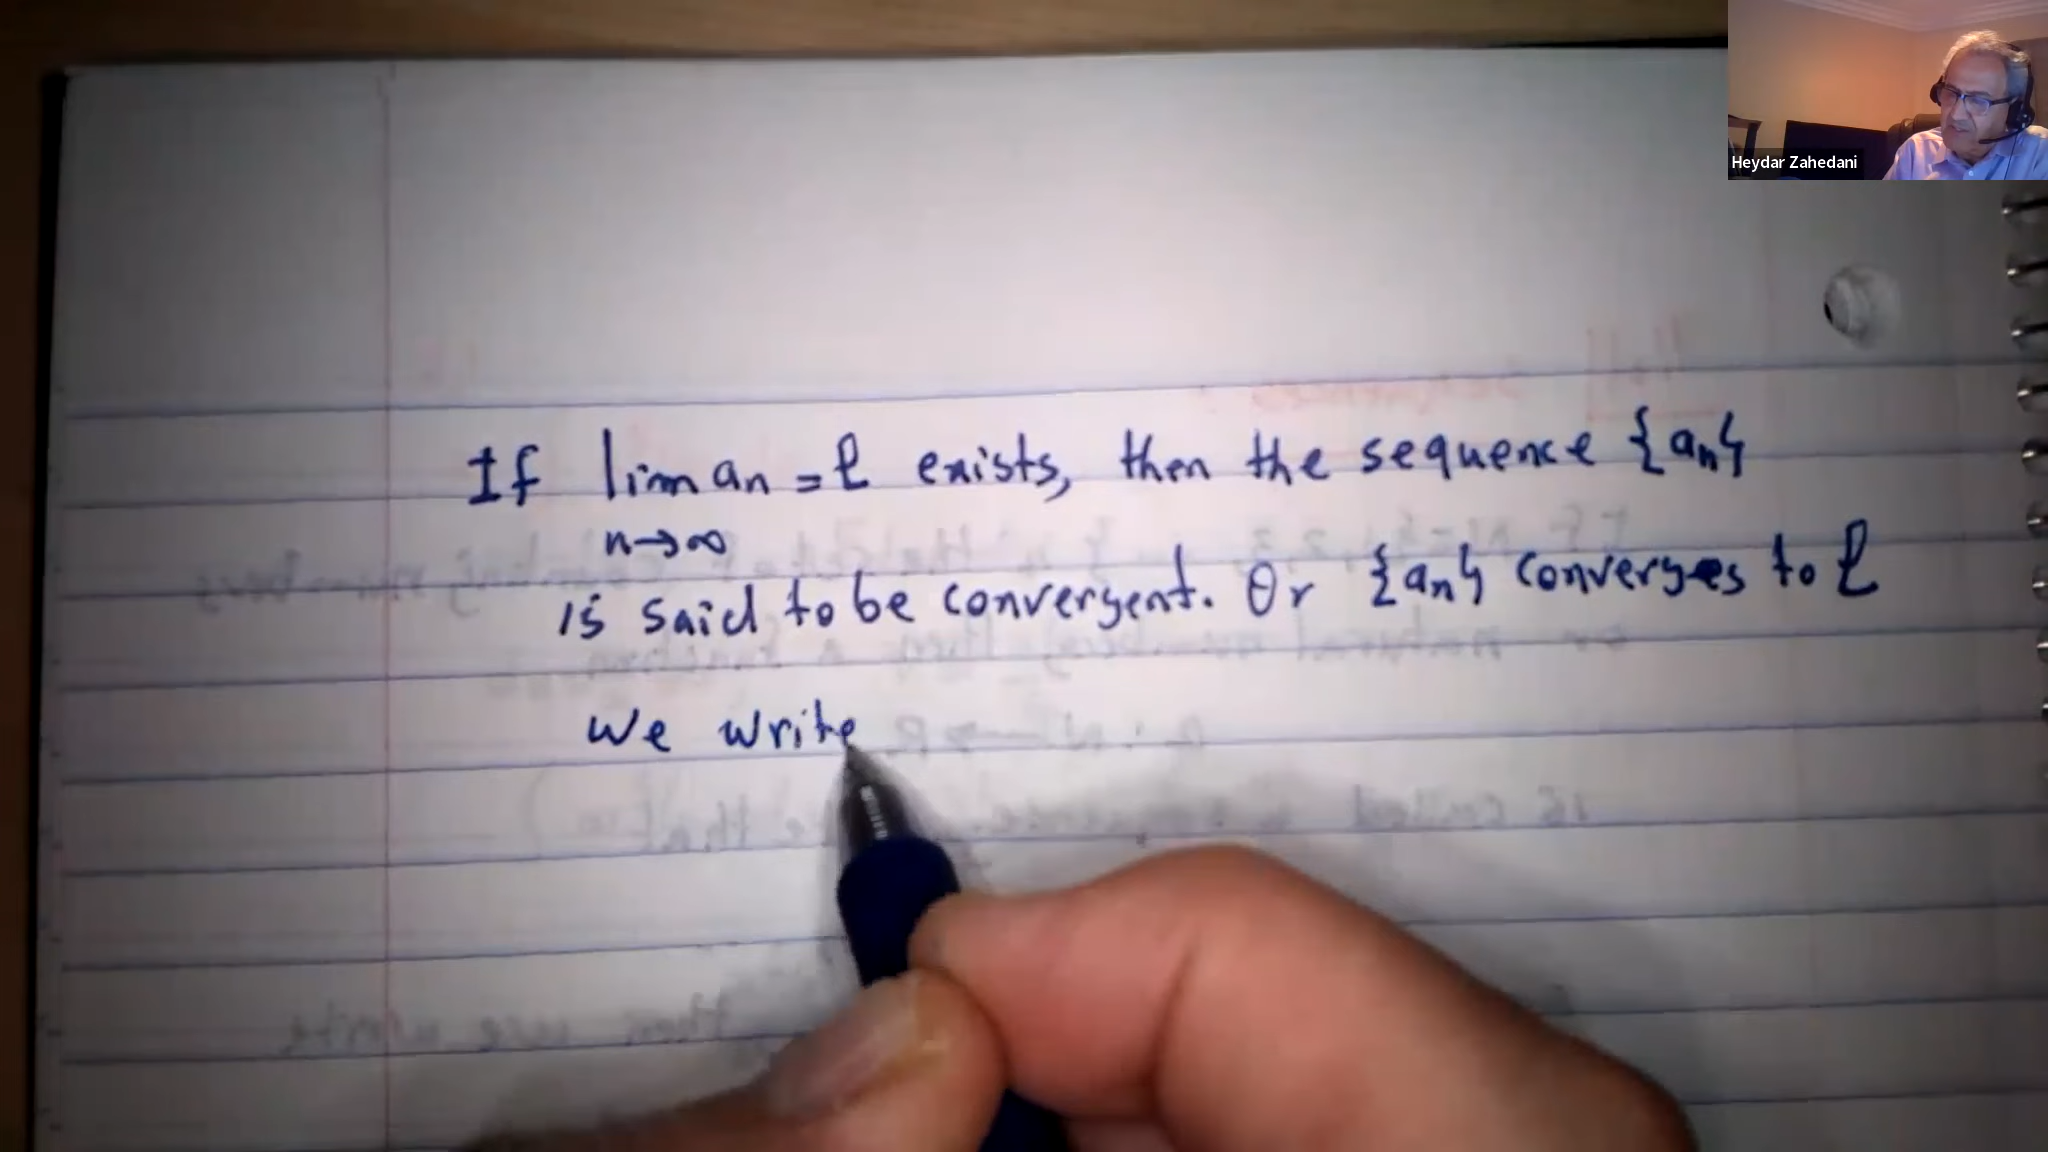 Heydar Zahedani
If lim an = ℓ exists, then the sequence {an}
n→∞
is said to be convergent. Or {an} converges to ℓ
we write